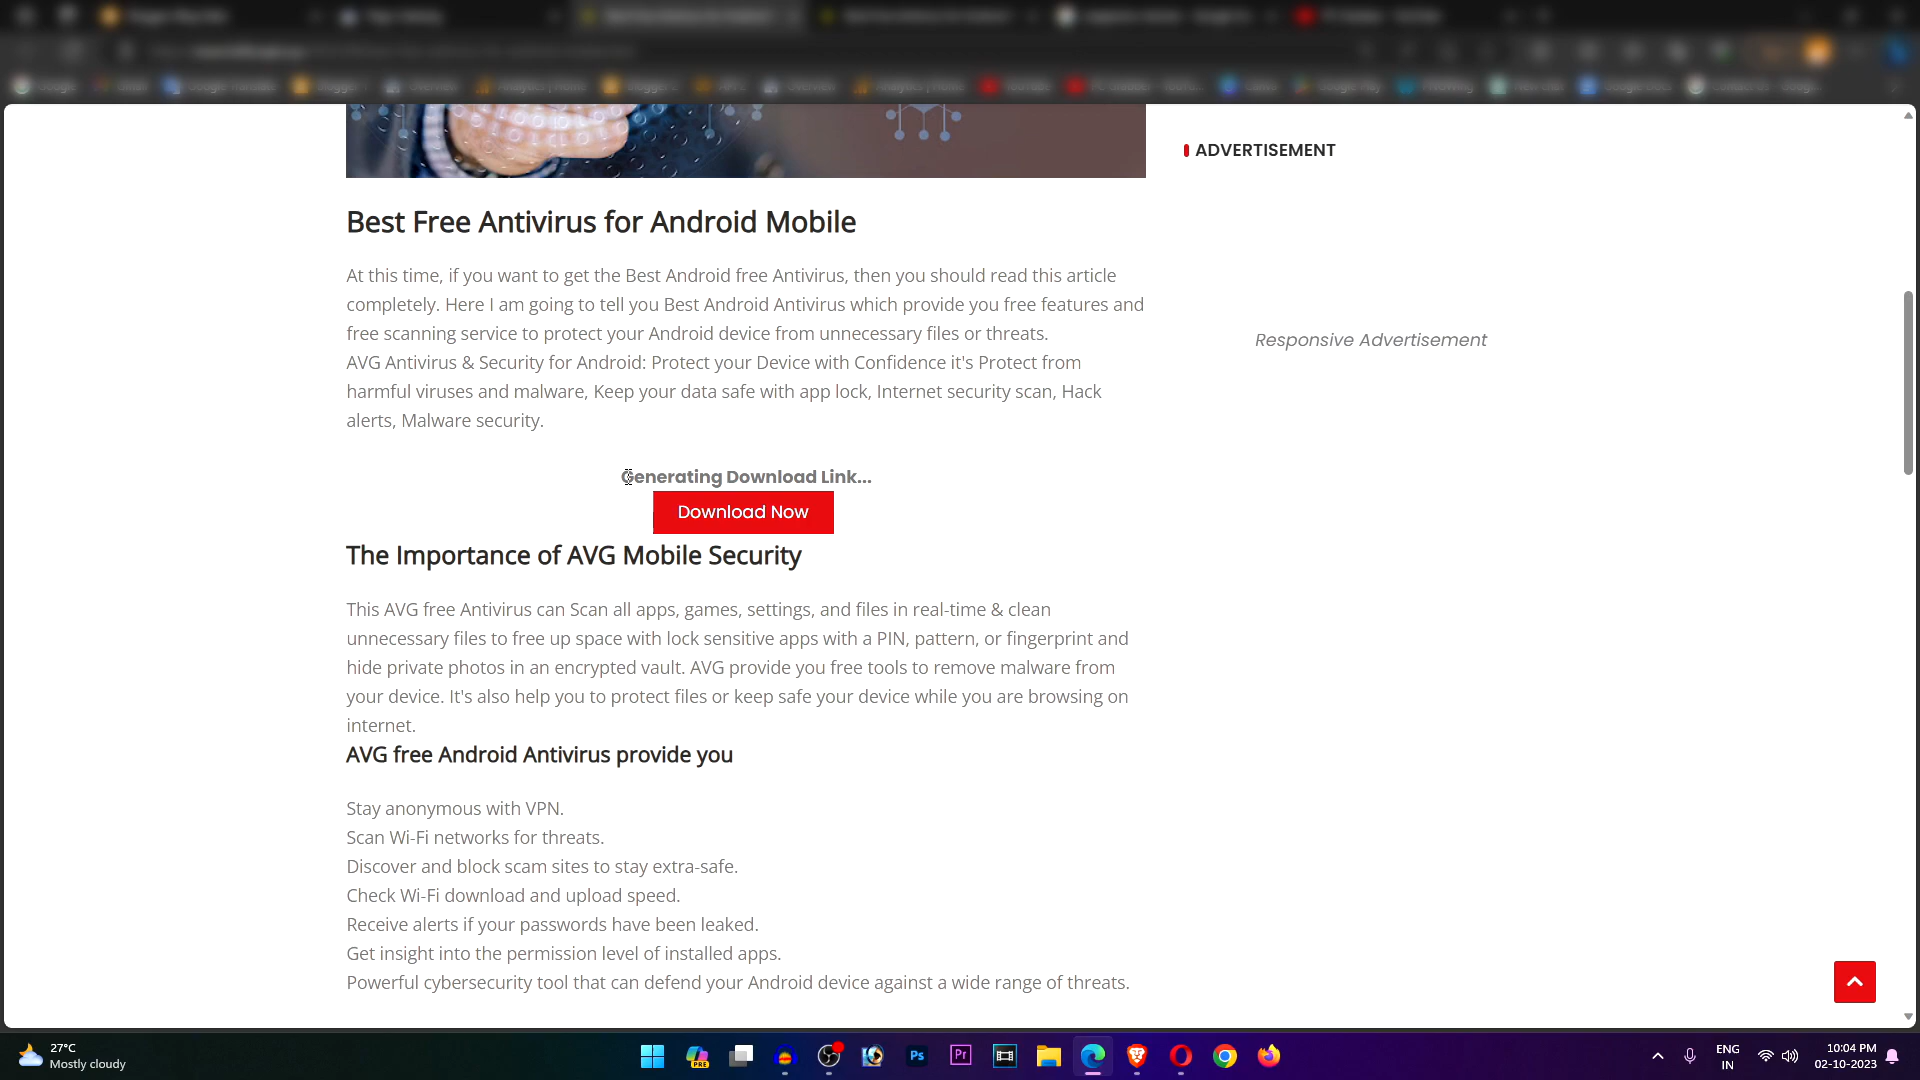 ADVERTISEMENT
Best Free Antivirus for Android Mobile
At this time, if you want to get the Best Android free Antivirus, then you should read this article
completely. Here I am going to tell you Best Android Antivirus which provide you free features and
free scanning service to protect your Android device from unnecessary files or threats.
Responsive Advertisement
AVG Antivirus & Security for Android: Protect your Device with Confidence it's Protect from
harmful viruses and malware, Keep your data safe with app lock, Internet security scan, Hack
alerts, Malware security.
Generating Download Link...
Download Now
The Importance of AVG Mobile Security
This AVG free Antivirus can Scan all apps, games, settings, and files in real-time & clean
unnecessary files to free up space with lock sensitive apps with a PIN, pattern, or fingerprint and
hide private photos in an encrypted vault. AVG provide you free tools to remove malware from
your device. It's also help you to protect files or keep safe your device while you are browsing on
internet.
AVG free Android Antivirus provide you
Stay anonymous with VPN.
Scan Wi-Fi networks for threats.
Discover and block scam sites to stay extra-safe.
Check Wi-Fi download and upload speed.
Receive alerts if your passwords have been leaked.
Get insight into the permission level of installed apps.
Powerful cybersecurity tool that can defend your Android device against a wide range of threats.
27°C
Mostly cloudy
PRE
Ps
Pr
ENG
IN
10:04 PM
02-10-2023